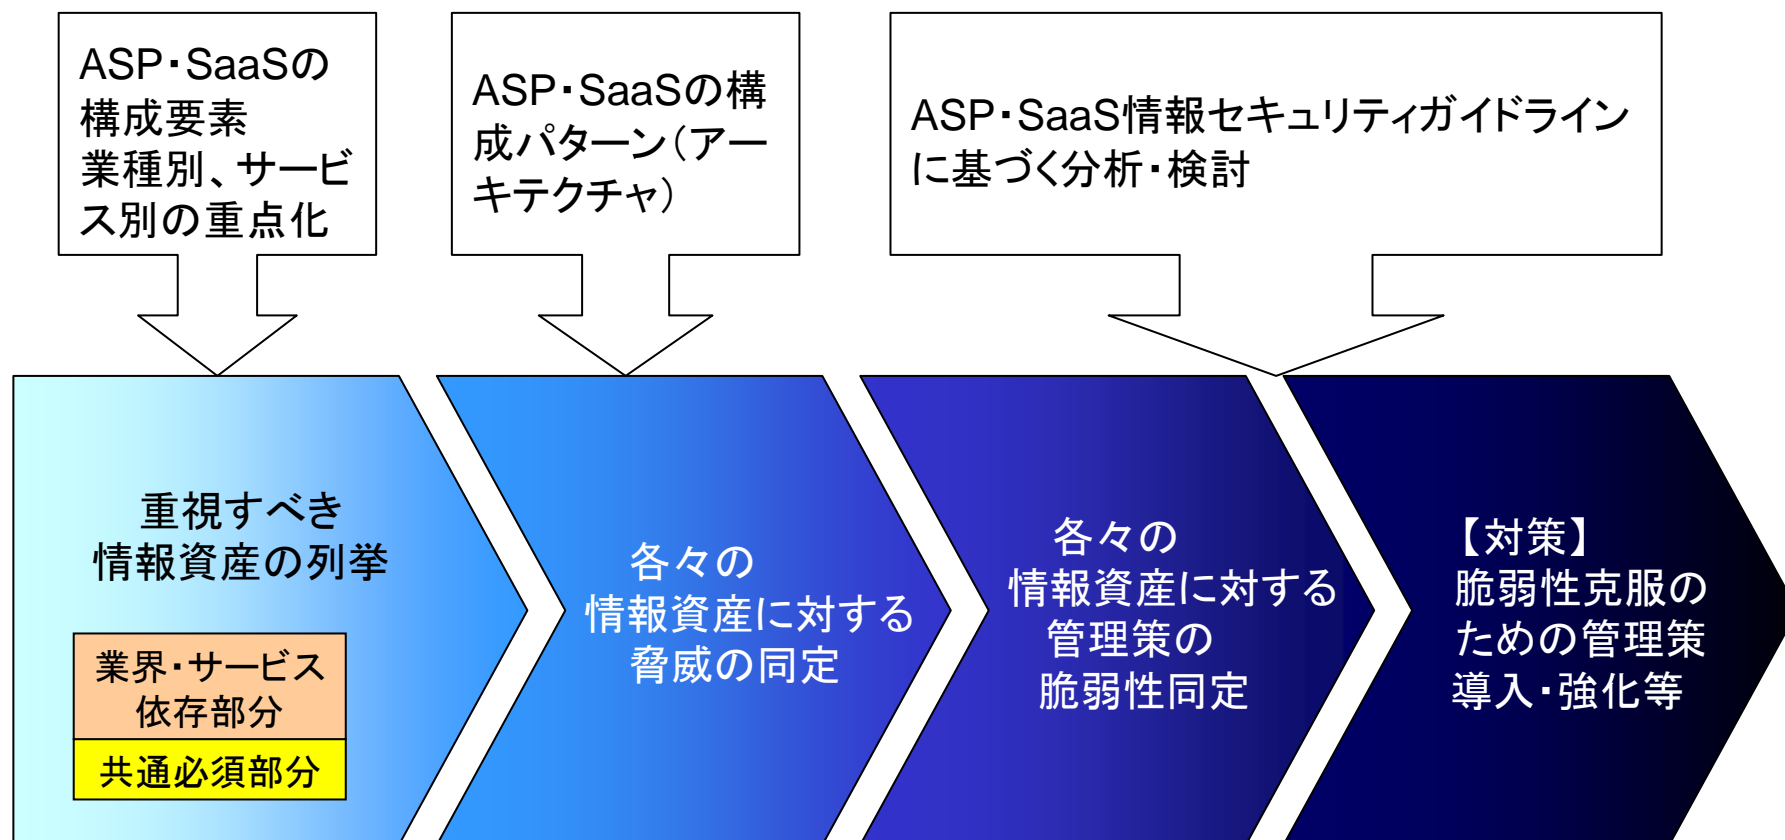 ASP・SaaSの
構成要素
業種別、サービ
ス別の重点化
ASP・SaaSの構
成パターン（アー
キテクチャ）
ASP・SaaS情報セキュリティガイドライン
に基づく分析・検討
重視すべき
情報資産の列挙
業界・サービス
依存部分
共通必須部分
各々の
情報資産に対する
脅威の同定
各々の
情報資産に対する
管理策の
脆弱性同定
【対策】
脆弱性克服の
ための管理策
導入・強化等